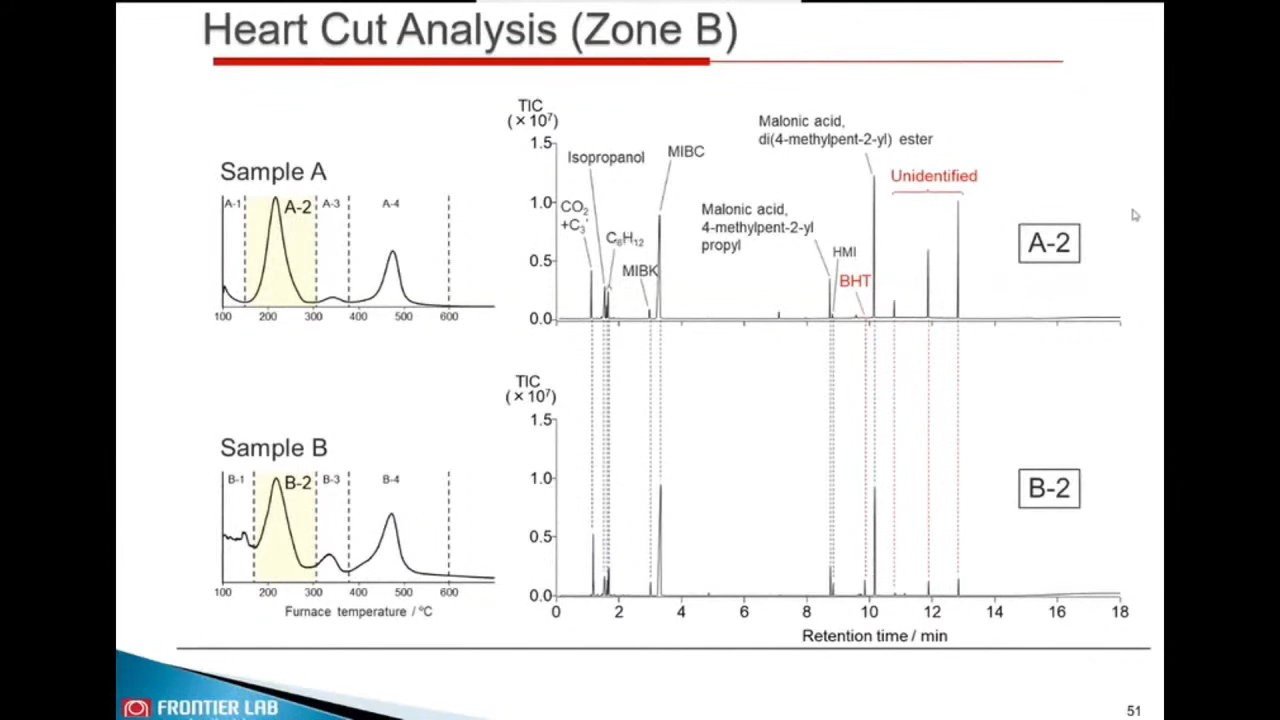 Heart Cut Analysis (Zone B)
Sample A
A-1
A-2
A-3
A-4
100 200 300 400 500 600
TIC
(×10⁷)
1.5
1.0
0.5
0.0
CO₂
+C₃
Isopropanol
C₆H₁₂
MIBK
MIBC
Malonic acid,
4-methylpent-2-yl
propyl
HMI
BHT
Malonic acid,
di(4-methylpent-2-yl) ester
Unidentified
A-2
Sample B
B-1
B-2
B-3
B-4
100 200 300 400 500 600
Furnace temperature / ºC
TIC
(×10⁷)
1.5
1.0
0.5
0.0
0 2 4 6 8 10 12 14 16 18
Retention time / min
B-2
FRONTIER LAB
51